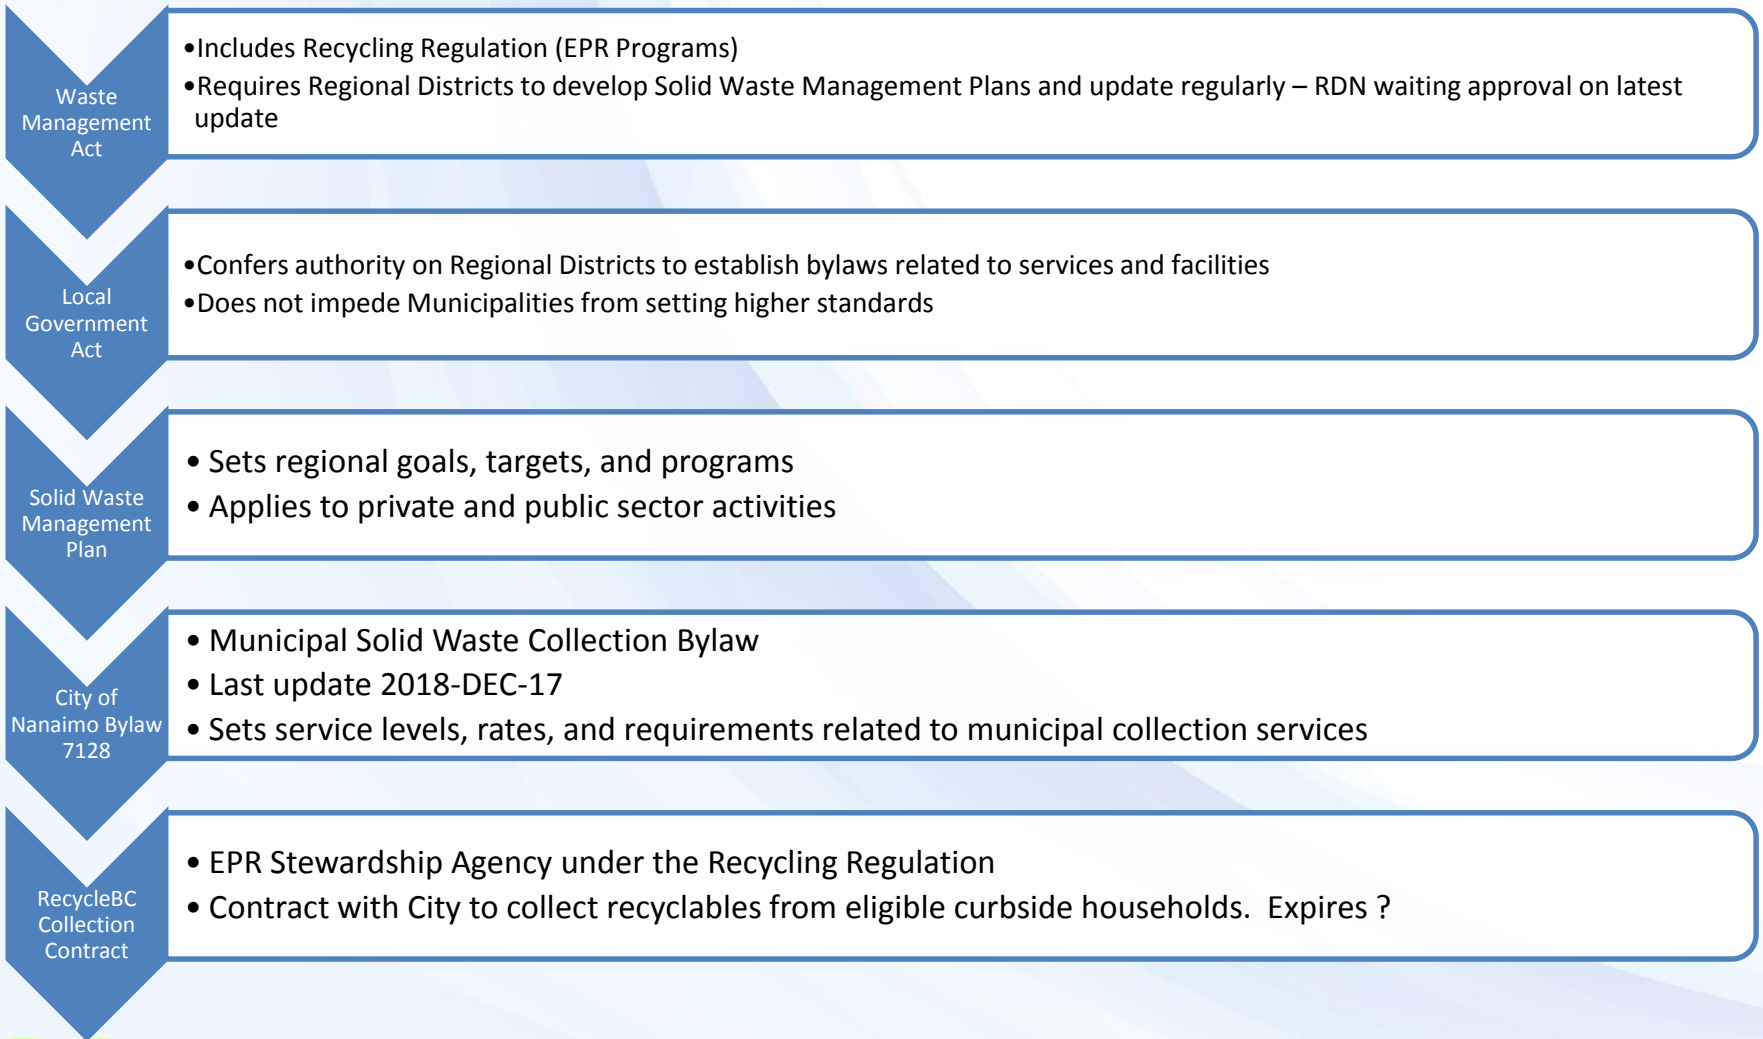 Waste
Management
Act
•Includes Recycling Regulation (EPR Programs)
•Requires Regional Districts to develop Solid Waste Management Plans and update regularly – RDN waiting approval on latest
update
Local
Government
Act
•Confers authority on Regional Districts to establish bylaws related to services and facilities
•Does not impede Municipalities from setting higher standards
Solid Waste
Management
Plan
• Sets regional goals, targets, and programs
• Applies to private and public sector activities
City of
Nanaimo Bylaw
7128
• Municipal Solid Waste Collection Bylaw
• Last update 2018-DEC-17
• Sets service levels, rates, and requirements related to municipal collection services
RecycleBC
Collection
Contract
• EPR Stewardship Agency under the Recycling Regulation
• Contract with City to collect recyclables from eligible curbside households.  Expires ?